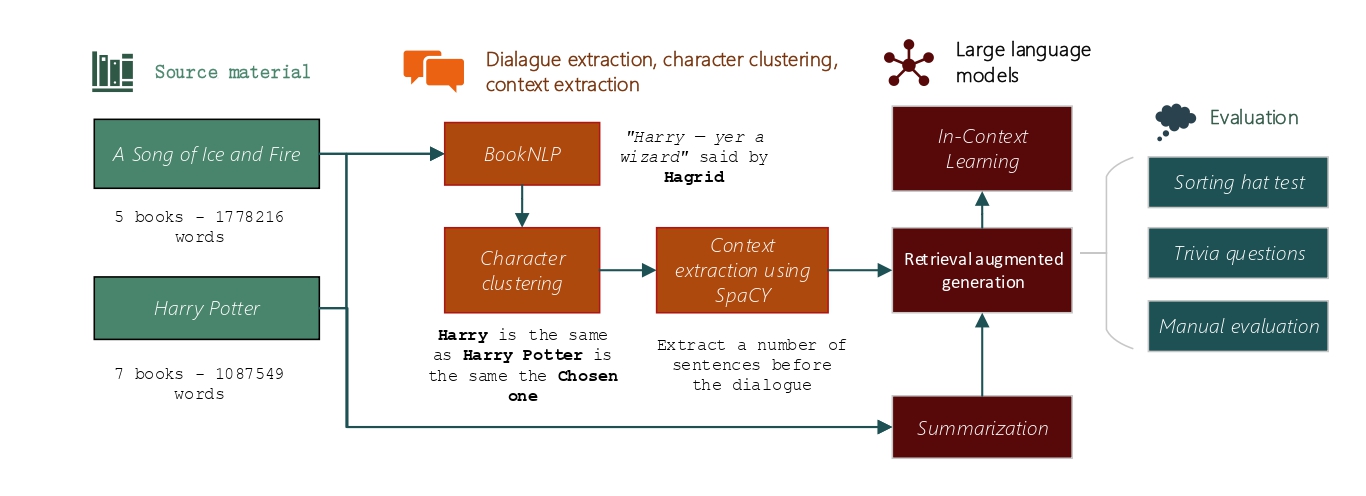 Source material
A Song of Ice and Fire
5 books - 1778216
words
Harry Potter
7 books - 1087549
words
Dialogue extraction, character clustering,
context extraction
BookNLP
"Harry – yer a
wizard" said by
Hagrid
Character
clustering
Harry is the same
as Harry Potter is
the same the Chosen
one
Context
extraction using
SpaCY
Extract a number of
sentences before
the dialogue
Large language
models
In-Context
Learning
Retrieval augmented
generation
Summarization
Evaluation
Sorting hat test
Trivia questions
Manual evaluation